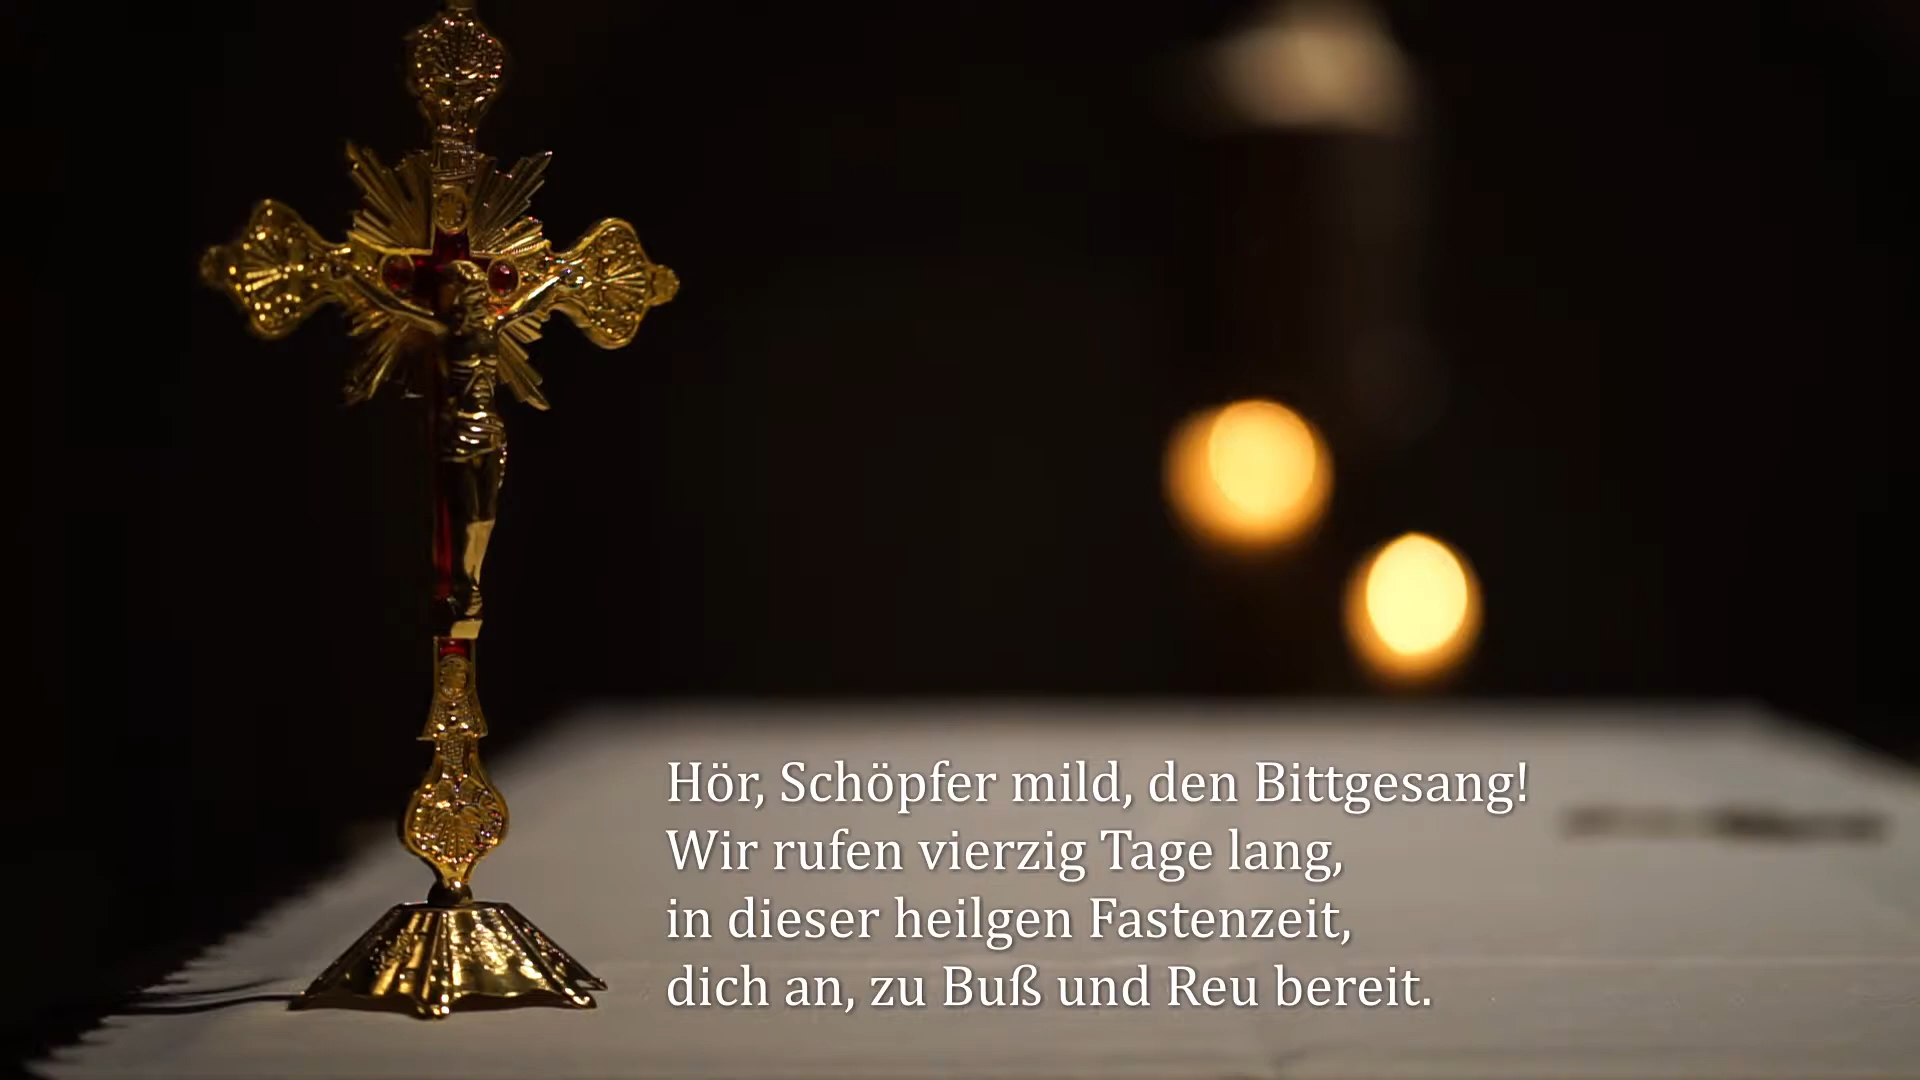 Hör, Schöpfer mild, den Bittgesang!
Wir rufen vierzig Tage lang,
in dieser heilgen Fastenzeit,
dich an, zu Buß und Reu bereit.